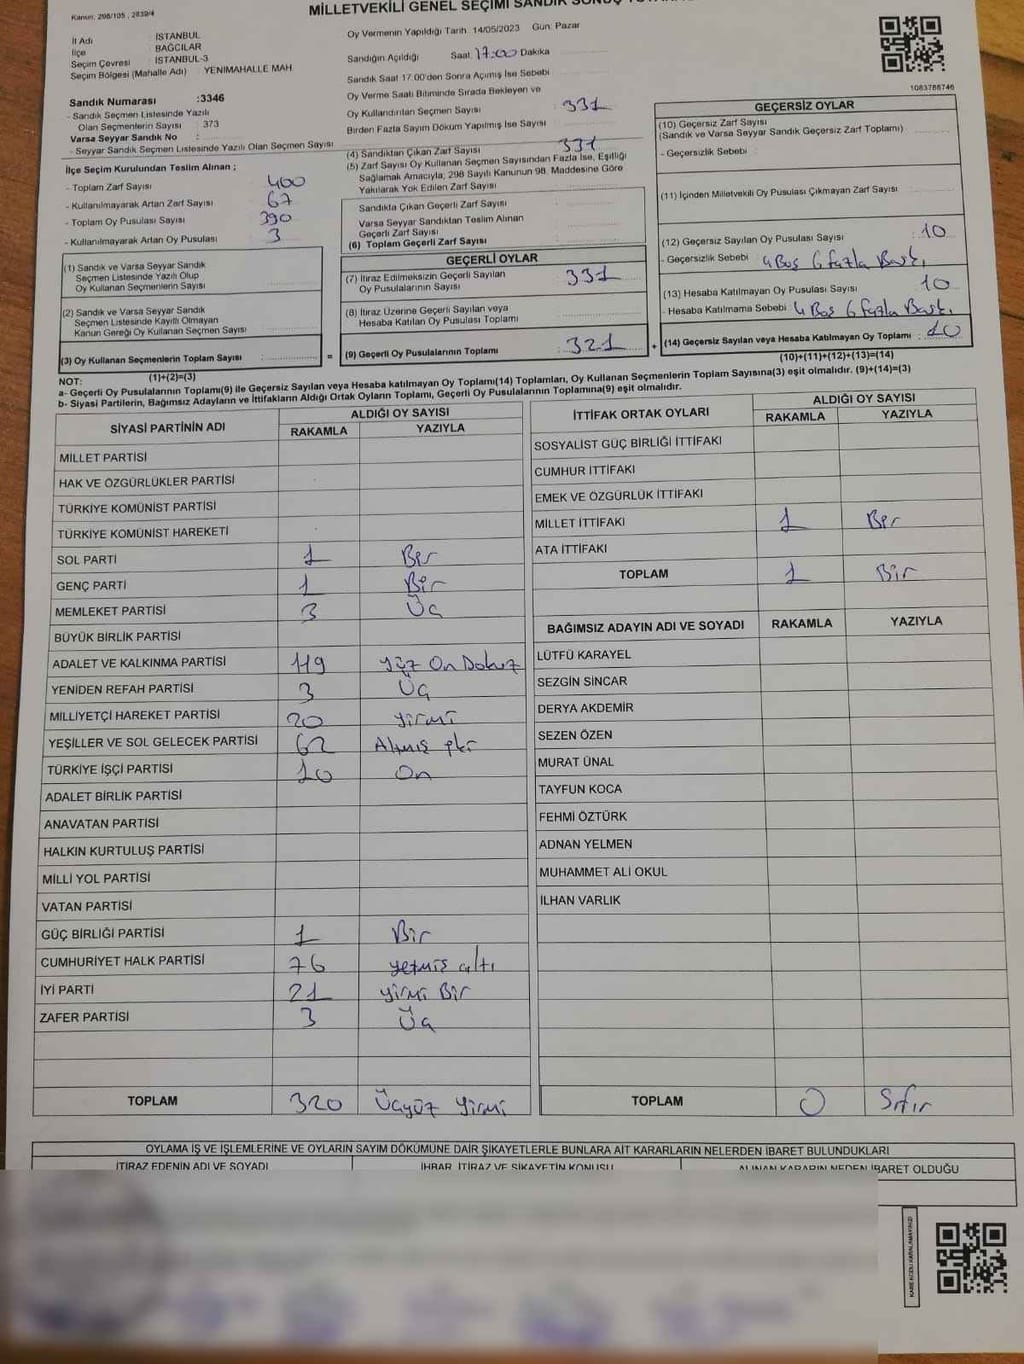 Kanun; 298/105 , 2839/4
MİLLETVEKİLİ GENEL SEÇİMİ SANDIK SONUÇ
İl Adı : İSTANBUL
İlçe : BAĞCILAR
Seçim Çevresi : İSTANBUL-3
Seçim Bölgesi (Mahalle Adı) YENİMAHALLE MAH
Sandık Numarası :3346
- Sandık Seçmen Listesinde Yazılı
Olan Seçmenlerin Sayısı : 373
Varsa Seyyar Sandık No :
- Seyyar Sandık Seçmen Listesinde Yazılı Olan Seçmen Sayısı
İlçe Seçim Kurulundan Teslim Alınan ;
- Toplam Zarf Sayısı 400
- Kullanılmayarak Artan Zarf Sayısı 67
- Toplam Oy Pusulası Sayısı 390
- Kullanılmayarak Artan Oy Pusulası 3
(1) Sandık ve Varsa Seyyar Sandık
Seçmen Listesinde Yazılı Olup
Oy Kullanan Seçmenlerin Sayısı
(2) Sandık ve Varsa Seyyar Sandık
Seçmen Listesinde Kayıtlı Olmayan
Kanun Gereği Oy Kullanan Seçmen Sayısı
(3) Oy Kullanan Seçmenlerin Toplam Sayısı
(1)+(2)=(3)
Oy Vermenin Yapıldığı Tarih 14/05/2023 Gün: Pazar
Sandığın Açıldığı Saat 17:00 Dakika
Sandık Saat 17.00'den Sonra Açımış İse Sebebi
Oy Verme Saati Bitiminde Sırada Bekleyen ve
Oy Kullandırılan Seçmen Sayısı : 331
Birden Fazla Sayım Döküm Yapılmış İse Sayısı
(4) Sandıktan Çıkan Zarf Sayısı : 331
(5) Zarf Sayısı Oy Kullanan Seçmen Sayısından Fazla İse, Eşitliği
Sağlamak Amacıyla, 298 Sayılı Kanunun 98. Maddesine Göre
Yakılarak Yok Edilen Zarf Sayısı
Sandıkta Çıkan Geçerli Zarf Sayısı
Varsa Seyyar Sandıktan Teslim Alınan
Geçerli Zarf Sayısı
(6) Toplam Geçerli Zarf Sayısı
GEÇERLİ OYLAR
(7) İtiraz Edilmeksizin Geçerli Sayılan
Oy Pusulalarının Sayısı : 331
(8) İtiraz Üzerine Geçerli Sayılan veya
Hesaba Katılan Oy Pusulası Toplamı
= (9) Geçerli Oy Pusulalarının Toplamı : 321
1083788746
GEÇERSİZ OYLAR
(10) Geçersiz Zarf Sayısı
(Sandık ve Varsa Seyyar Sandık Geçersiz Zarf Toplamı)
- Geçersizlik Sebebi :
(11) İçinden Milletvekili Oy Pusulası Çıkmayan Zarf Sayısı
(12) Geçersiz Sayılan Oy Pusulası Sayısı : 10
- Geçersizlik Sebebi 4 Boş 6 fazla Baskı
(13) Hesaba Katılmayan Oy Pusulası Sayısı 10
- Hesaba Katılmama Sebebi : 4 Boş 6 fazla Baskı
+ (14) Geçersiz Sayılan veya Hesaba Katılmayan Oy Toplamı : 10
(10)+(11)+(12)+(13)=(14)
NOT:
a- Geçerli Oy Pusulalarının Toplamı(9) ile Geçersiz Sayılan veya Hesaba katılmayan Oy Toplamı(14) Toplamları, Oy Kullanan Seçmenlerin Toplam Sayısına(3) eşit olmalıdır. (9)+(14)=(3)
b- Siyasi Partilerin, Bağımsız Adayların ve İttifakların Aldığı Ortak Oyların Toplamı, Geçerli Oy Pusulalarının Toplamına(9) eşit olmalıdır.
SİYASİ PARTİNİN ADI ALDIĞI OY SAYISI
RAKAMLA YAZIYLA
MİLLET PARTİSİ
HAK VE ÖZGÜRLÜKLER PARTİSİ
TÜRKİYE KOMÜNİST PARTİSİ
TÜRKİYE KOMÜNİST HAREKETİ
SOL PARTİ 1 Bir
GENÇ PARTİ 1 Bir
MEMLEKET PARTİSİ 3 Üç
BÜYÜK BİRLİK PARTİSİ
ADALET VE KALKINMA PARTİSİ 119 Yüz On Dokuz
YENİDEN REFAH PARTİSİ 3 Üç
MİLLİYETÇİ HAREKET PARTİSİ 20 yirmi
YEŞİLLER VE SOL GELECEK PARTİSİ 62 Altmış
TÜRKİYE İŞÇİ PARTİSİ 10 On
ADALET BİRLİK PARTİSİ
ANAVATAN PARTİSİ
HALKIN KURTULUŞ PARTİSİ
MİLLİ YOL PARTİSİ
VATAN PARTİSİ
GÜÇ BİRLİĞİ PARTİSİ 1 Bir
CUMHURİYET HALK PARTİSİ 76 yetmiş altı
İYİ PARTİ 21 yirmi Bir
ZAFER PARTİSİ 3 Üç
TOPLAM 320 Üçyüz Yirmi
İTTİFAK ORTAK OYLARI ALDIĞI OY SAYISI
RAKAMLA YAZIYLA
SOSYALİST GÜÇ BİRLİĞİ İTTİFAKI
CUMHUR İTTİFAKI
EMEK VE ÖZGÜRLÜK İTTİFAKI
MİLLET İTTİFAKI 1 Bir
ATA İTTİFAKI
TOPLAM 1 Bir
BAĞIMSIZ ADAYIN ADI VE SOYADI RAKAMLA YAZIYLA
LÜTFÜ KARAYEL
SEZGİN SİNCAR
DERYA AKDEMİR
SEZEN ÖZEN
MURAT ÜNAL
TAYFUN KOCA
FEHMİ ÖZTÜRK
ADNAN YELMEN
MUHAMMET ALİ OKUL
İLHAN VARLIK
TOPLAM 0 Sıfır
OYLAMA İŞ VE İŞLEMLERİNE VE OYLARIN SAYIM DÖKÜMÜNE DAİR ŞİKAYETLERLE BUNLARA AİT KARARLARIN NELERDEN İBARET BULUNDUKLARI
İTİRAZ EDENİN ADI VE SOYADI İHBAR, İTİRAZ VE ŞİKAYETİN KONUSU ALINAN KARARIN NEDEN İBARET OLDUĞU